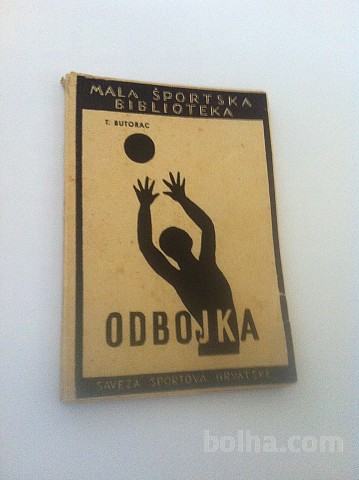 MALA ŠPORTSKA
BIBLIOTEKA
T. BUTORAC
ODBOJKA
SAVEZA SPORTOVA HRVATSKE
bolha.com